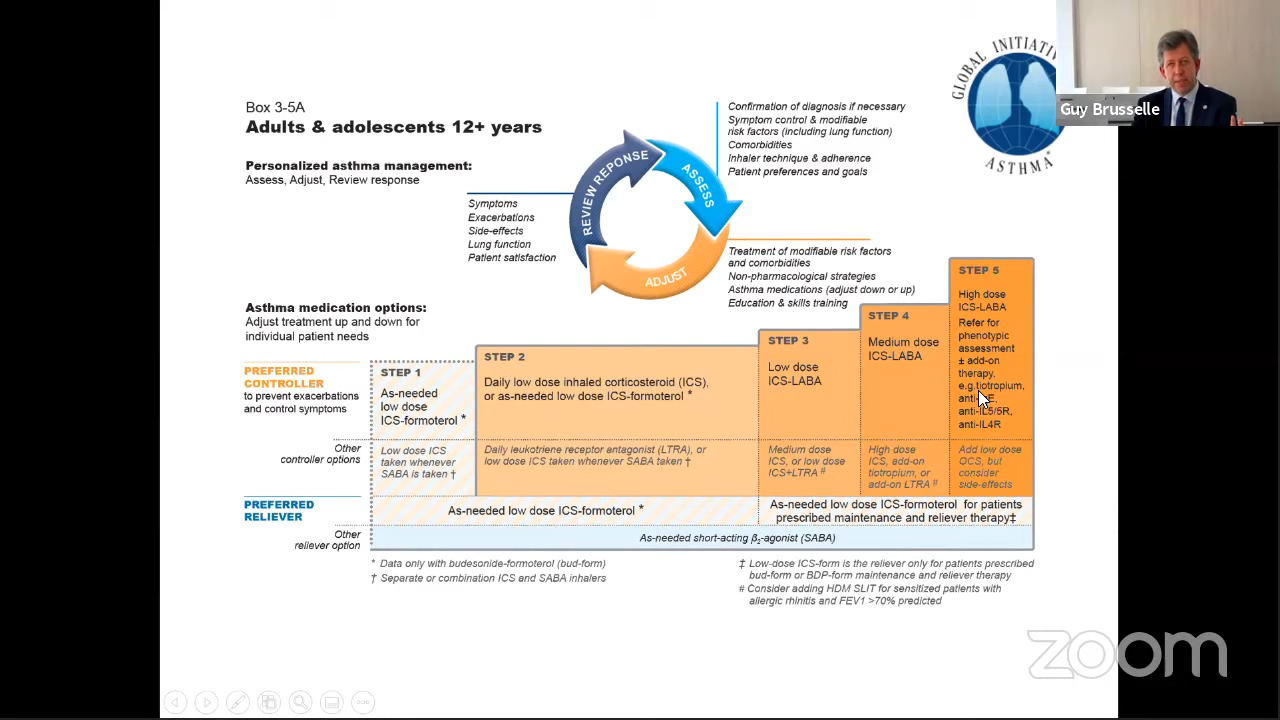 GLOBAL INITIATIV
ASTHMA
Guy Brusselle
Box 3-5A
Adults & adolescents 12+ years
Personalized asthma management:
Assess, Adjust, Review response
REVIEW REPONSE
ASSESS
ADJUST
Confirmation of diagnosis if necessary
Symptom control & modifiable
risk factors (including lung function)
Comorbidities
Inhaler technique & adherence
Patient preferences and goals
Symptoms
Exacerbations
Side-effects
Lung function
Patient satisfaction
Treatment of modifiable risk factors
and comorbidities
Non-pharmacological strategies
Asthma medications (adjust down or up)
Education & skills training
Asthma medication options:
Adjust treatment up and down for
individual patient needs
PREFERRED
CONTROLLER
to prevent exacerbations
and control symptoms
STEP 1
As-needed
low dose
ICS-formoterol *
STEP 2
Daily low dose inhaled corticosteroid (ICS),
or as-needed low dose ICS-formoterol *
STEP 3
Low dose
ICS-LABA
STEP 4
Medium dose
ICS-LABA
STEP 5
High dose
ICS-LABA
Refer for
phenotypic
assessment
± add-on
therapy,
e.g.tiotropium,
anti-IgE,
anti-IL5/5R,
anti-IL4R
Other
controller options
Low dose ICS
taken whenever
SABA is taken †
Daily leukotriene receptor antagonist (LTRA), or
low dose ICS taken whenever SABA taken †
Medium dose
ICS, or low dose
ICS+LTRA #
High dose
ICS, add-on
tiotropium, or
add-on LTRA #
Add low dose
OCS, but
consider
side-effects
PREFERRED
RELIEVER
As-needed low dose ICS-formoterol *
As-needed low dose ICS-formoterol for patients
prescribed maintenance and reliever therapy‡
Other
reliever option
As-needed short-acting β2-agonist (SABA)
* Data only with budesonide-formoterol (bud-form)
† Separate or combination ICS and SABA inhalers
‡ Low-dose ICS-form is the reliever only for patients prescribed
bud-form or BDP-form maintenance and reliever therapy
# Consider adding HDM SLIT for sensitized patients with
allergic rhinitis and FEV1 >70% predicted
zoom